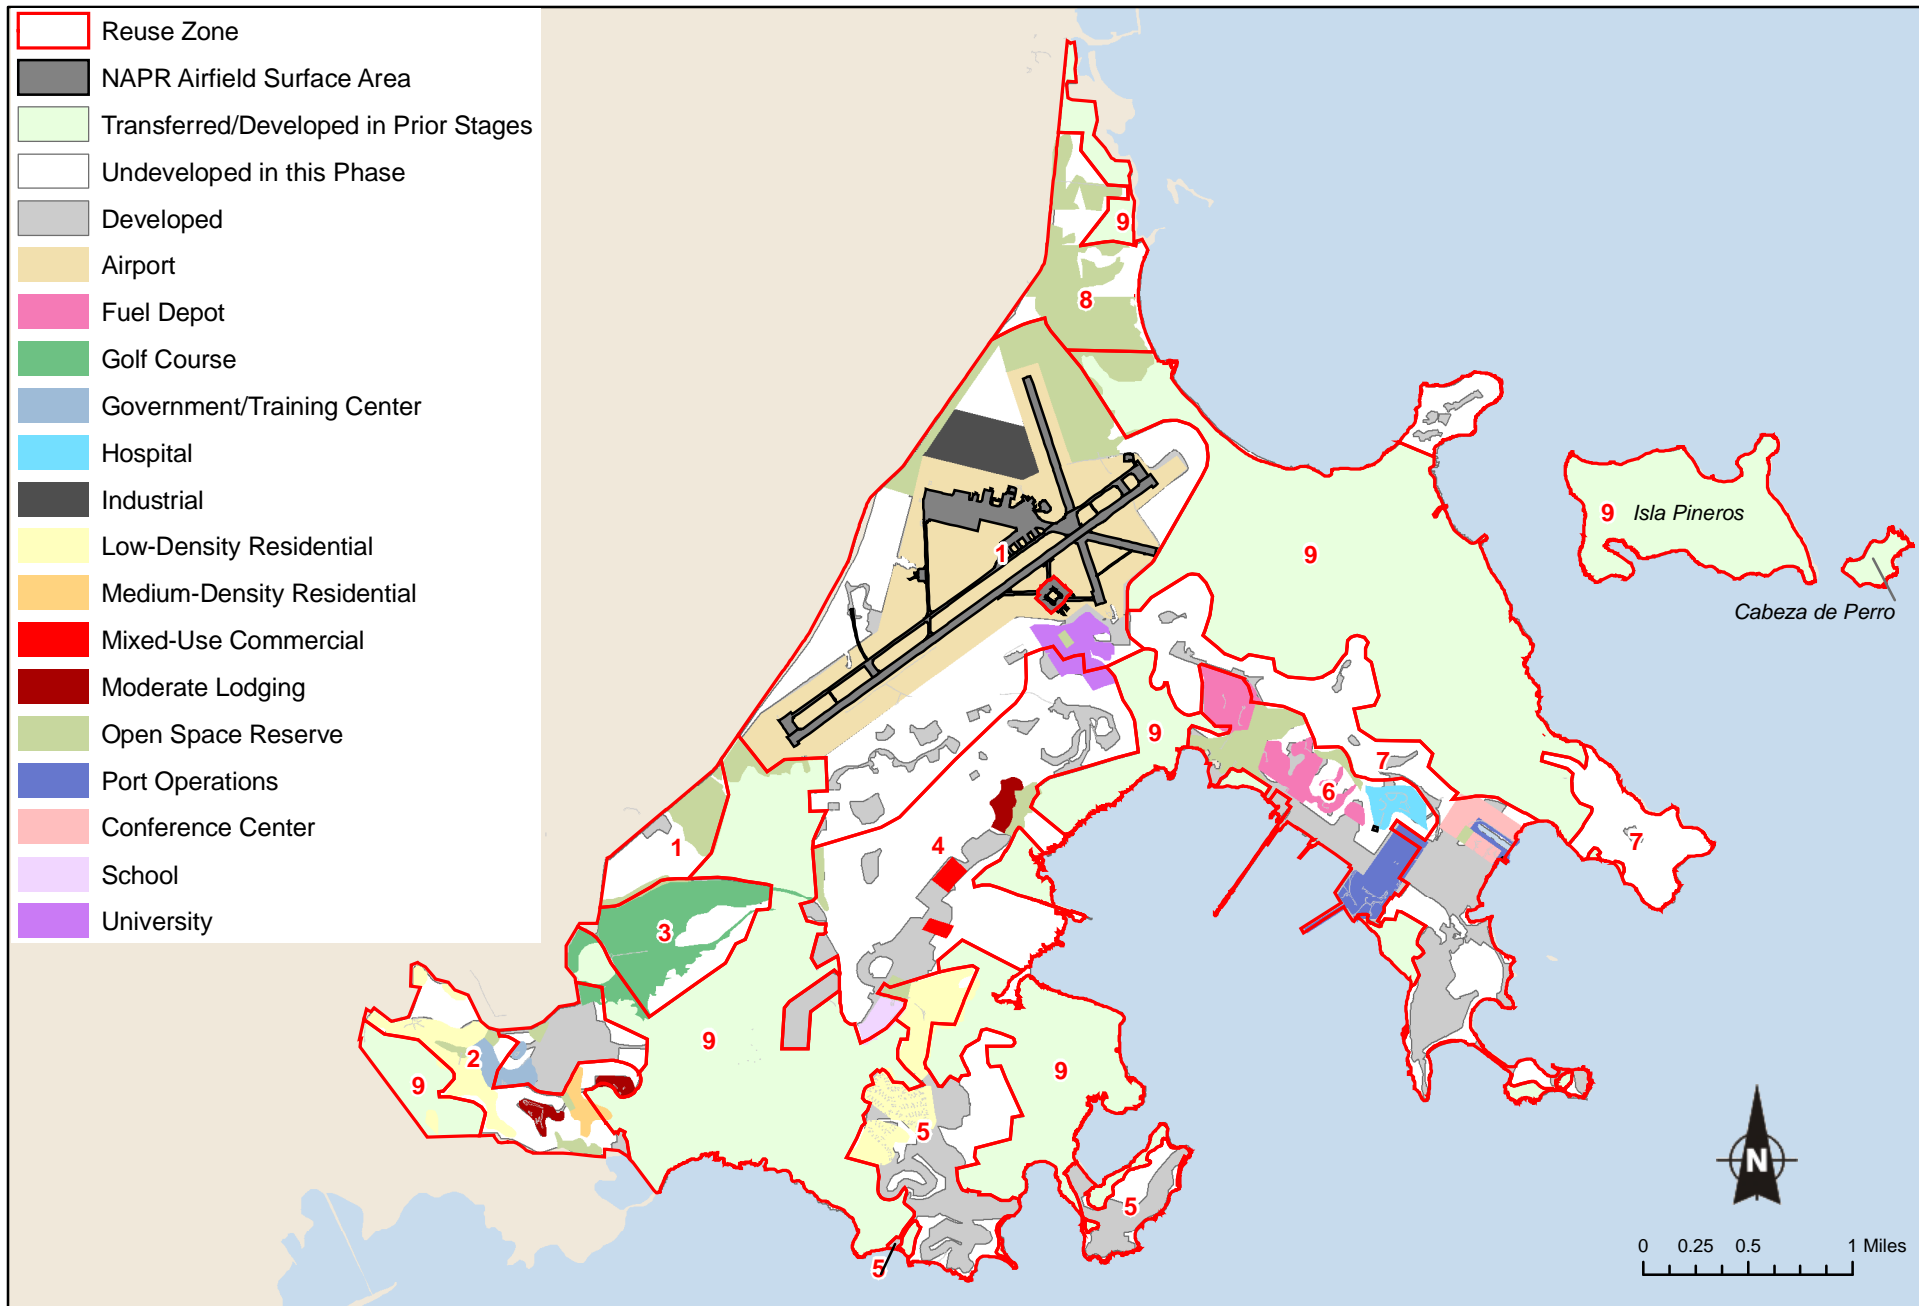 Reuse Zone
NAPR Airfield Surface Area
Transferred/Developed in Prior Stages
Undeveloped in this Phase
Developed
Airport
Fuel Depot
Golf Course
Government/Training Center
Hospital
Industrial
Low-Density Residential
Medium-Density Residential
Mixed-Use Commercial
Moderate Lodging
Open Space Reserve
Port Operations
Conference Center
School
University
9
8
9 Isla Pineros
1
9
Cabeza de Perro
9
7
6
7
4
1
3
9
2
9
9
5
5
5
N
0 0.25 0.5 1 Miles